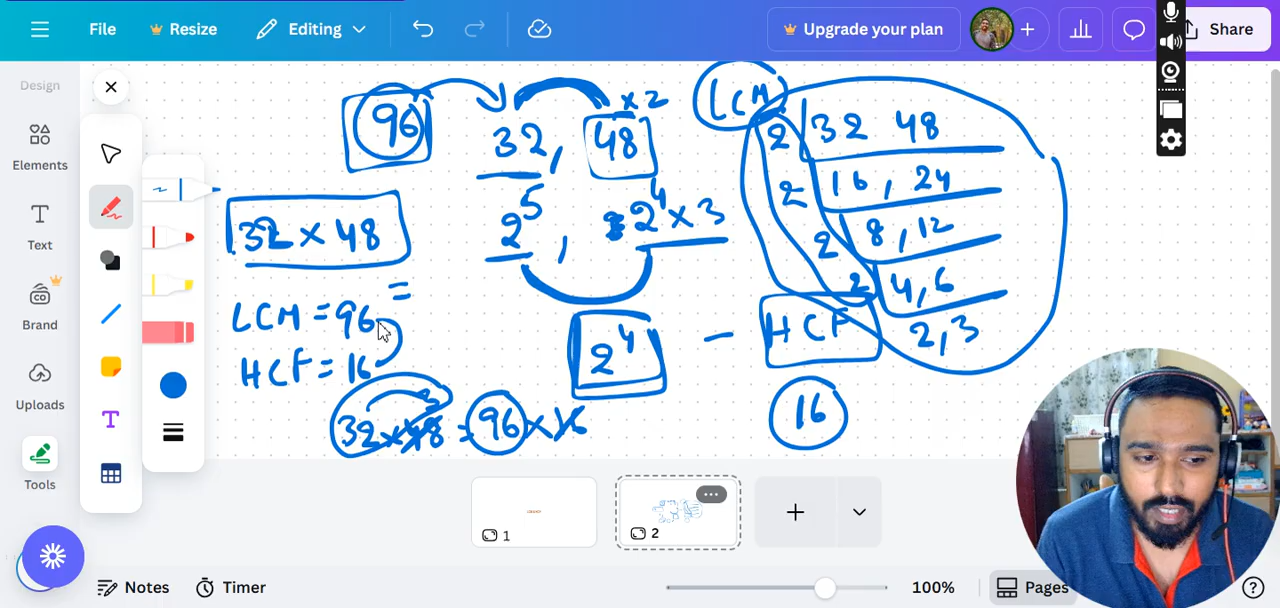 File Resize Editing Upgrade your plan Share
Design
Elements
Text
Brand
Uploads
Tools
96 32, 48 ×2
LCM
2 32 48
2 16, 24
2 8, 12
2 4, 6
2, 3
32 × 48
2⁵, 2⁴ × 3
=
LCM = 96
HCF = 16
2⁴ - HCF
16
32×48 3 = 96×16
1
2
Notes Timer 100% Pages